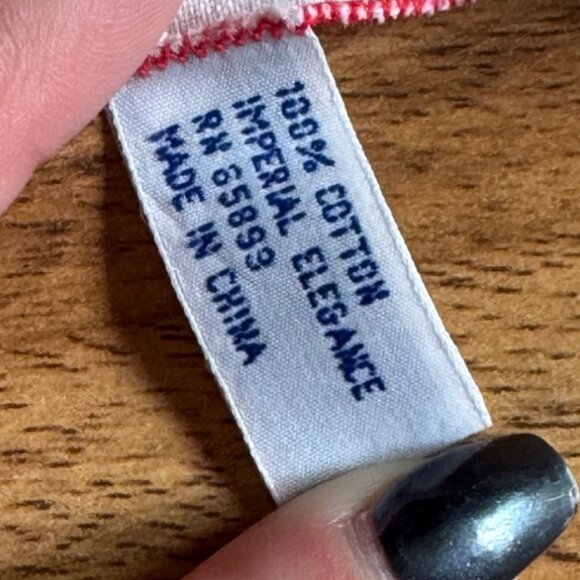 100% COTTON
IMPERIAL ELEGANCE
RN 65899
MADE IN CHINA